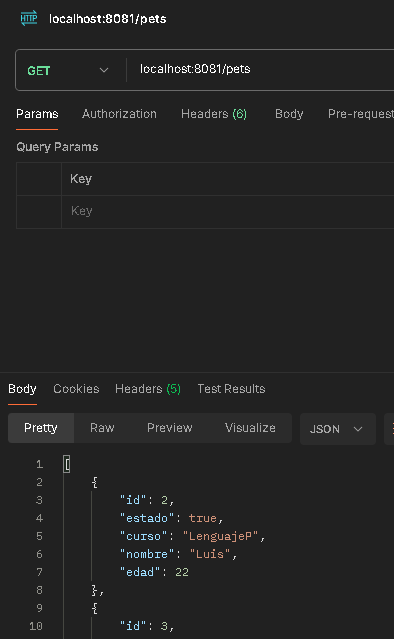 HTTP localhost:8081/pets
GET localhost:8081/pets
Params Authorization Headers (6) Body Pre-request
Query Params
Key
Key
Body Cookies Headers (5) Test Results
Pretty Raw Preview Visualize JSON
1 [
2 {
3 "id": 2,
4 "estado": true,
5 "curso": "LenguajeP",
6 "nombre": "Luis",
7 "edad": 22
8 },
9 {
10 "id": 3,